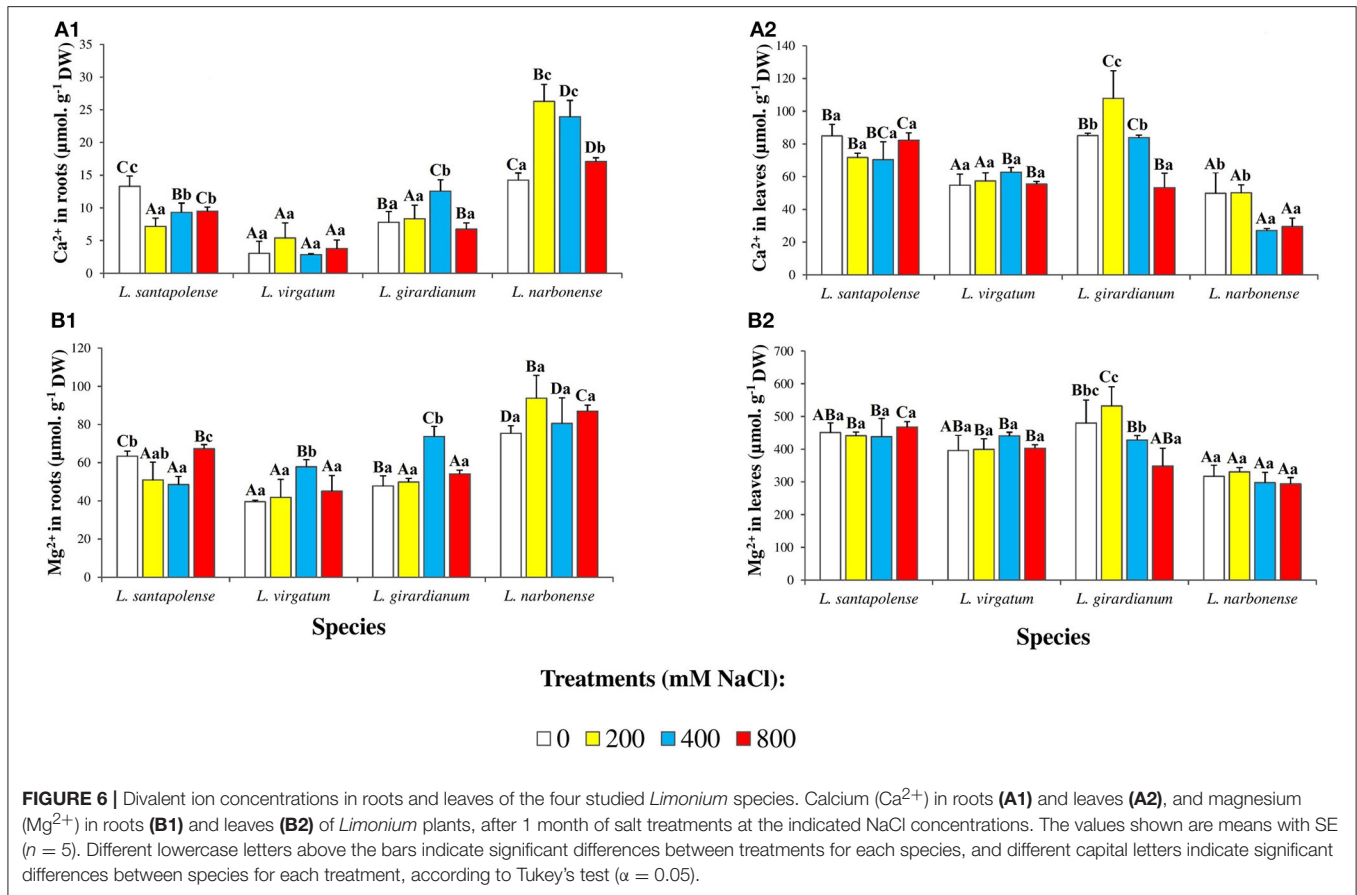 A1
Ca2+ in roots (µmol. g-1 DW)
35
30
25
20
15
10
5
0
Cc Aa Bb Cb
Aa Aa Aa Aa
Ba Aa Cb Ba
Ca Bc Dc Db
L. santapolense L. virgatum L. girardianum L. narbonense
A2
Ca2+ in leaves (µmol. g-1 DW)
140
120
100
80
60
40
20
0
Ba Ba BCa Ca
Aa Aa Ba Ba
Bb Cc Cb Ba
Ab Ab Aa Aa
L. santapolense L. virgatum L. girardianum L. narbonense
B1
Mg2+ in roots (µmol. g-1 DW)
120
100
80
60
40
20
0
Cb Aab Aa Bc
Aa Aa Bb Aa
Ba Aa Cb Aa
Da Ba Da Ca
L. santapolense L. virgatum L. girardianum L. narbonense
Species
B2
Mg2+ in leaves (µmol. g-1 DW)
700
600
500
400
300
200
100
0
ABa Ba Ba Ca
ABa Ba Ba Ba
Bbc Cc Bb ABa
Aa Aa Aa Aa
L. santapolense L. virgatum L. girardianum L. narbonense
Species
Treatments (mM NaCl):
0 200 400 800
FIGURE 6 | Divalent ion concentrations in roots and leaves of the four studied Limonium species. Calcium (Ca2+) in roots (A1) and leaves (A2), and magnesium
(Mg2+) in roots (B1) and leaves (B2) of Limonium plants, after 1 month of salt treatments at the indicated NaCl concentrations. The values shown are means with SE
(n = 5). Different lowercase letters above the bars indicate significant differences between treatments for each species, and different capital letters indicate significant
differences between species for each treatment, according to Tukey's test (α = 0.05).